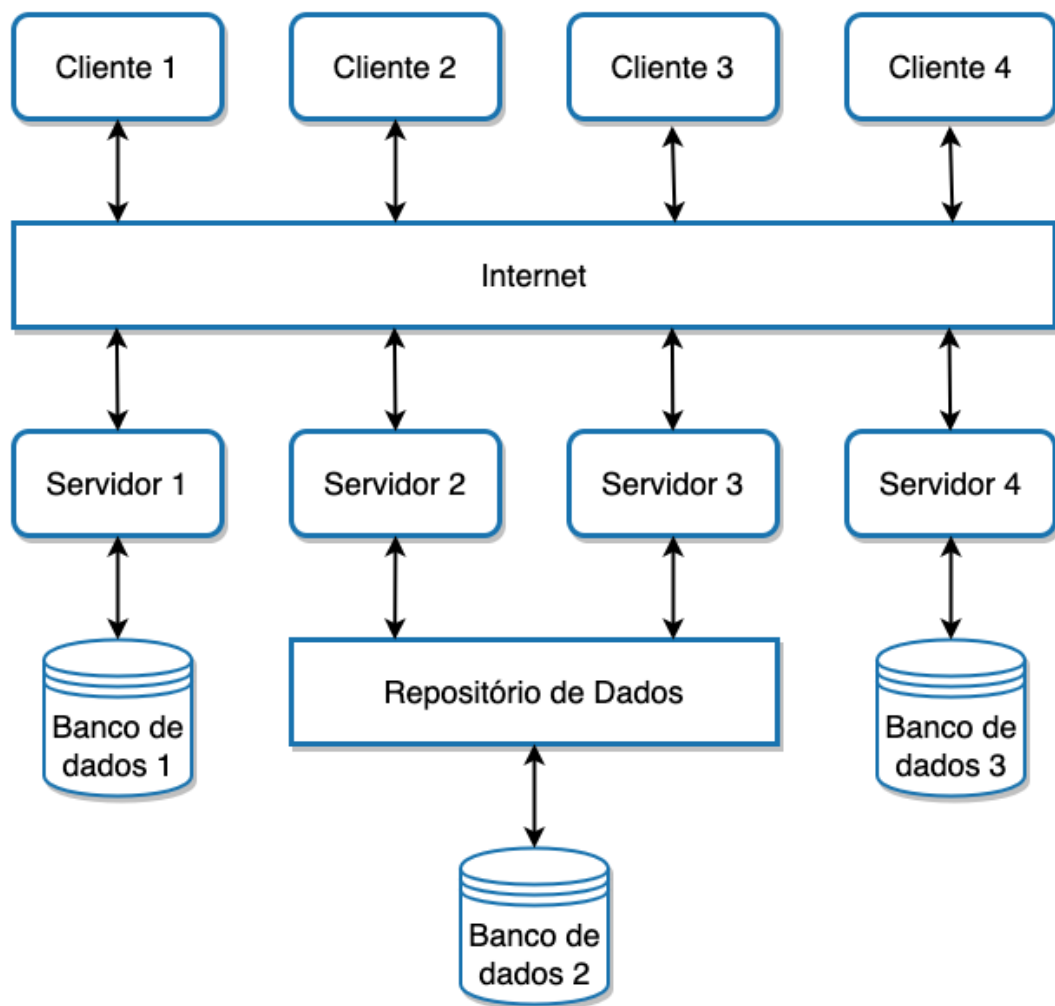 Cliente 1
Cliente 2
Cliente 3
Cliente 4
Internet
Servidor 1
Servidor 2
Servidor 3
Servidor 4
Banco de
dados 1
Repositório de Dados
Banco de
dados 3
Banco de
dados 2